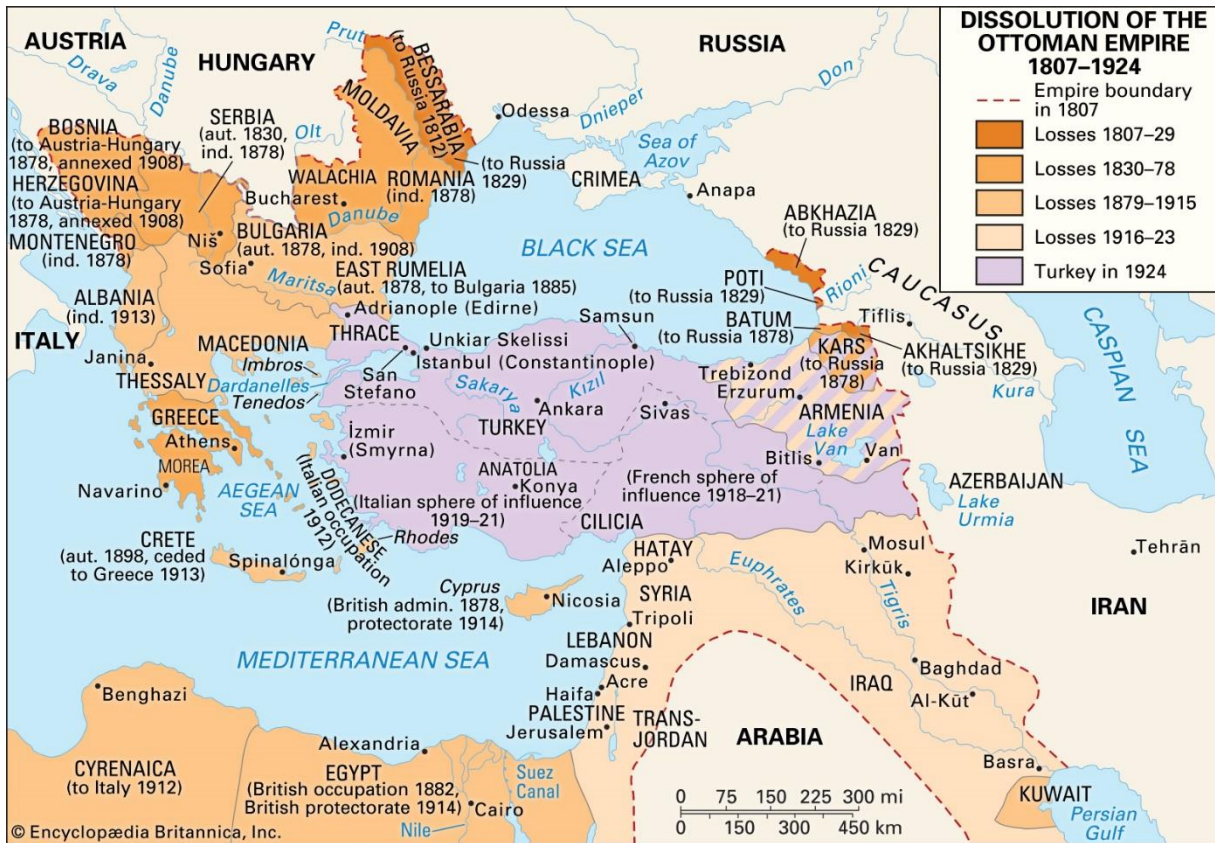 DISSOLUTION OF THE
OTTOMAN EMPIRE
1807–1924
Empire boundary
in 1807
Losses 1807–29
Losses 1830–78
Losses 1879–1915
Losses 1916–23
Turkey in 1924
AUSTRIA
Drava
Danube
HUNGARY
Prut
BESSARABIA
(to Russia
1812)
RUSSIA
Don
Dnieper
Odessa
MOLDAVIA
Olt
SERBIA
(aut. 1830,
ind. 1878)
BOSNIA
(to Austria-Hungary
1878, annexed 1908)
HERZEGOVINA
(to Austria-Hungary
1878, annexed 1908)
MONTENEGRO
(ind. 1878)
WALACHIA
Bucharest
Danube
ROMANIA
(ind. 1878)
(to Russia
1829)
Sea of
Azov
CRIMEA
Anapa
Niš
Sofia
BULGARIA
(aut. 1878, ind. 1908)
Maritsa
EAST RUMELIA
(aut. 1878, to Bulgaria 1885)
BLACK SEA
ABKHAZIA
(to Russia 1829)
POTI
(to Russia 1829)
Rioni
CAUCASUS
BATUM
(to Russia 1878)
Tiflis
KARS
(to Russia
1878)
AKHALTSIKHE
(to Russia 1829)
Kura
CASPIAN
SEA
ALBANIA
(ind. 1913)
ITALY
Janina
MACEDONIA
THESSALY
Imbros
Dardanelles
Tenedos
Adrianople (Edirne)
THRACE
Unkiar Skelissi
Istanbul (Constantinople)
San
Stefano
Samsun
Sakarya
Kızıl
Ankara
Sivas
TURKEY
Trebizond
Erzurum
ARMENIA
Lake
Van
Van
Bitlis
GREECE
Athens
MOREA
Navarino
AEGEAN
SEA
İzmir
(Smyrna)
ANATOLIA
Konya
(Italian sphere of influence
1919–21)
(French sphere of
influence 1918–21)
CILICIA
AZERBAIJAN
Lake
Urmia
Tehrān
DODECANESE
(Italian occupation
1912)
Rhodes
CRETE
(aut. 1898, ceded
to Greece 1913)
Spinalónga
Cyprus
(British admin. 1878,
protectorate 1914)
Nicosia
HATAY
Aleppo
SYRIA
Tripoli
LEBANON
Damascus
Acre
Haifa
PALESTINE
Jerusalem
TRANS-
JORDAN
Euphrates
Mosul
Kirkūk
Tigris
IRAN
Baghdad
IRAQ
Al-Kūt
Basra
KUWAIT
Persian
Gulf
ARABIA
MEDITERRANEAN SEA
Benghazi
CYRENAICA
(to Italy 1912)
Alexandria
EGYPT
(British occupation 1882,
British protectorate 1914)
Suez
Canal
Cairo
Nile
0 75 150 225 300 mi
0 150 300 450 km
© Encyclopædia Britannica, Inc.